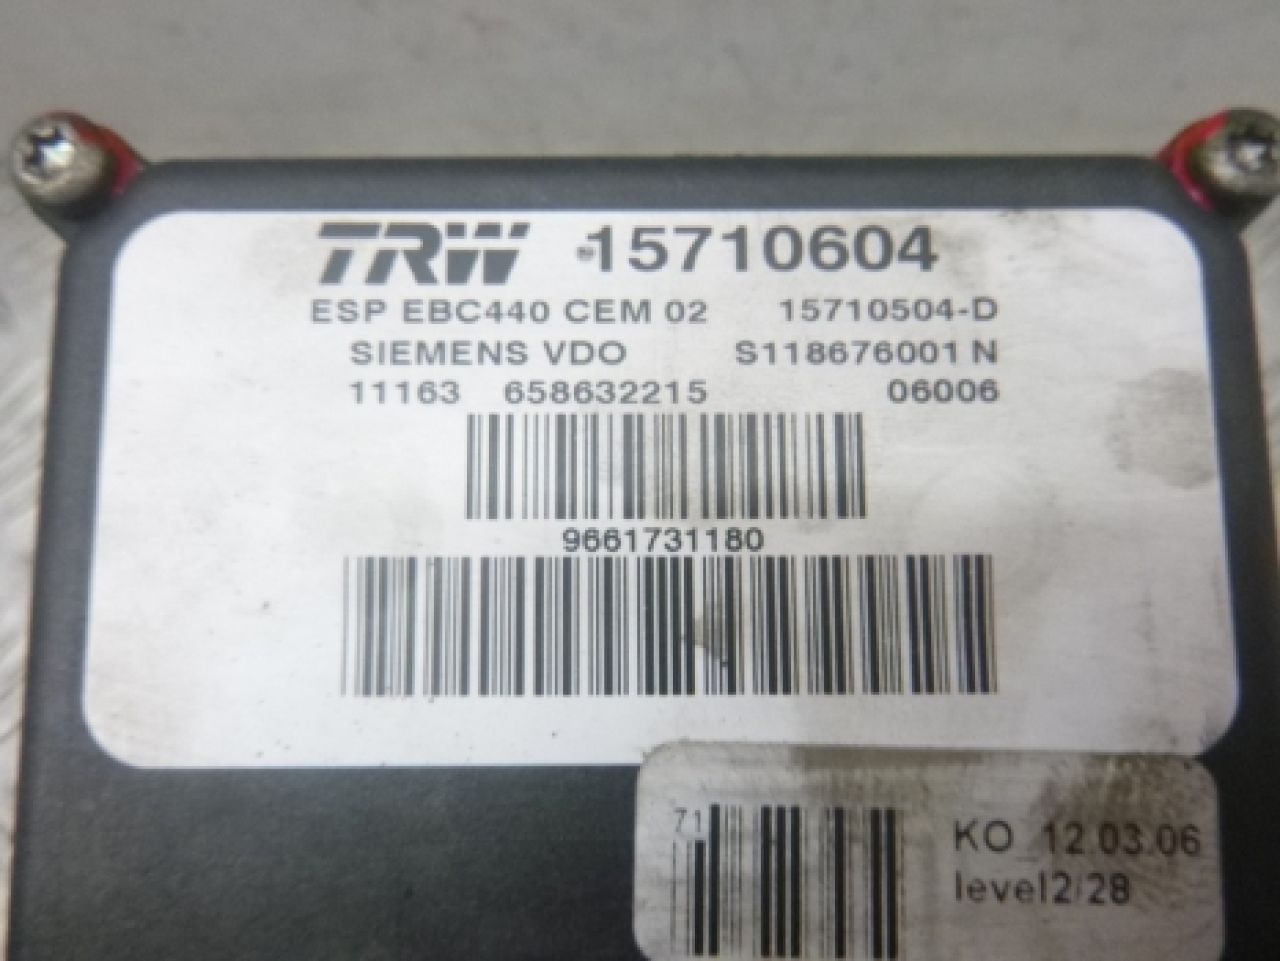 TRW 15710604
ESP EBC440 CEM 02 15710504-D
SIEMENS VDO S118676001 N
11163 658632215 06006
9661731180
71 KO 12.03.06
level2/28